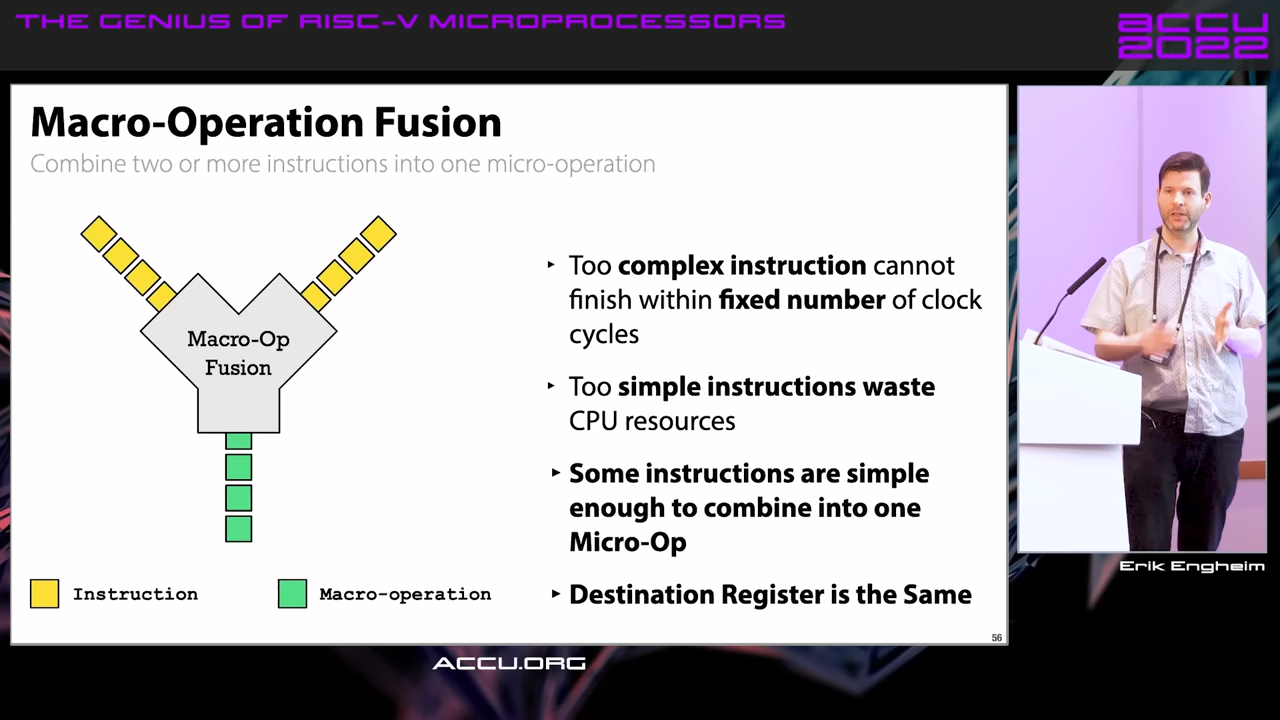 THE GENIUS OF RISC-V MICROPROCESSORS
accu
2022
Macro-Operation Fusion
Combine two or more instructions into one micro-operation
Macro-Op
Fusion
Instruction
Macro-operation
‣ Too complex instruction cannot
finish within fixed number of clock
cycles
‣ Too simple instructions waste
CPU resources
‣ Some instructions are simple
enough to combine into one
Micro-Op
‣ Destination Register is the Same
56
Erik Engheim
ACCU.ORG